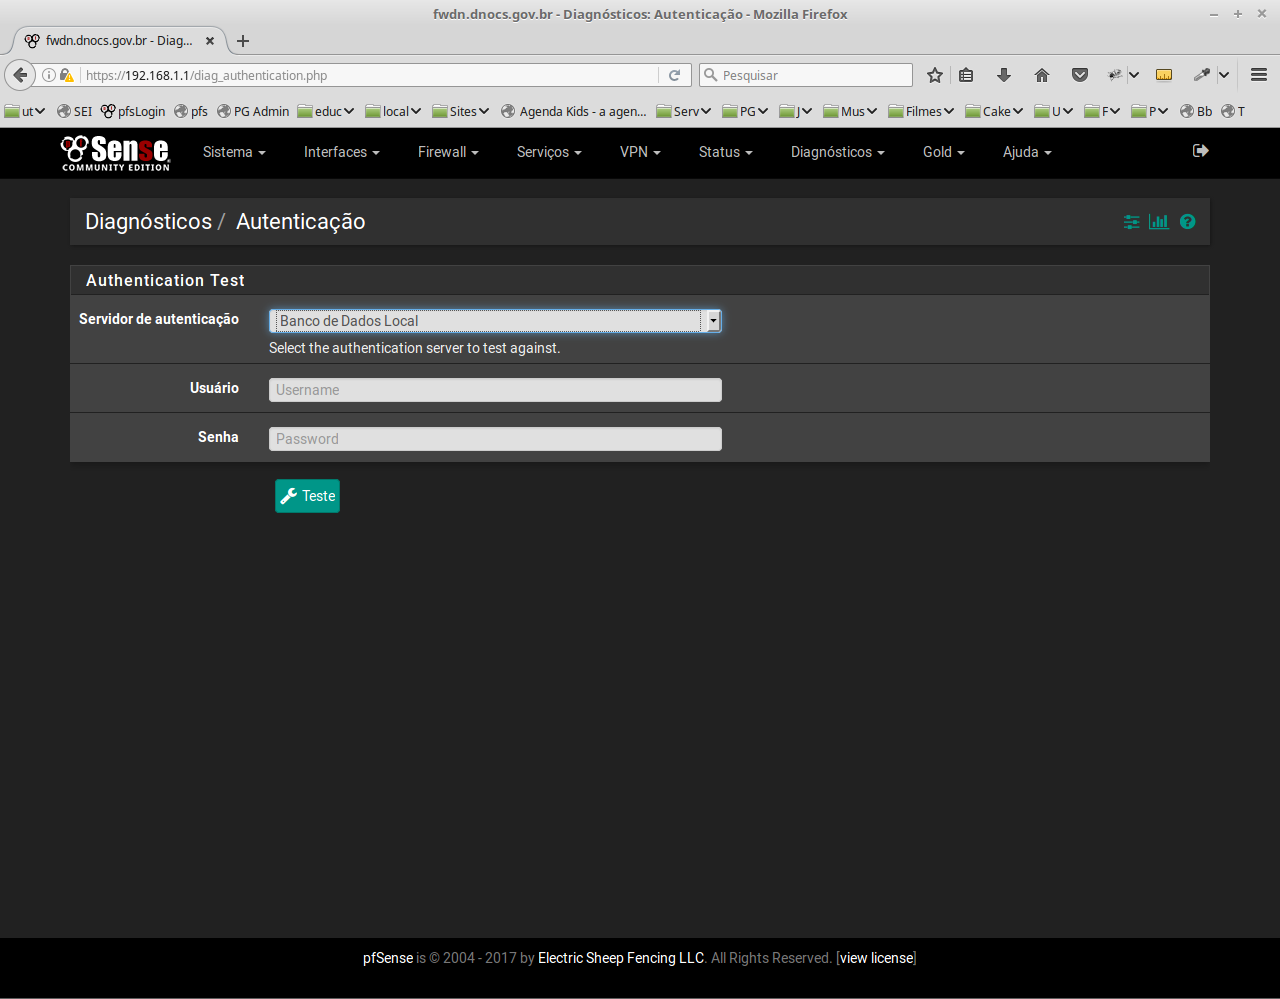 fwdn.dnocs.gov.br - Diagnósticos: Autenticação - Mozilla Firefox
fwdn.dnocs.gov.br - Diag...
https://192.168.1.1/diag_authentication.php
Pesquisar
ut SEI pfsLogin pfs PG Admin educ local Sites Agenda Kids - a agen... Serv PG J Mus Filmes Cake U F P Bb T
Sense
COMMUNITY EDITION
Sistema Interfaces Firewall Serviços VPN Status Diagnósticos Gold Ajuda
Diagnósticos / Autenticação
Authentication Test
Servidor de autenticação Banco de Dados Local
Select the authentication server to test against.
Usuário Username
Senha Password
Teste
pfSense is © 2004 - 2017 by Electric Sheep Fencing LLC. All Rights Reserved. [view license]